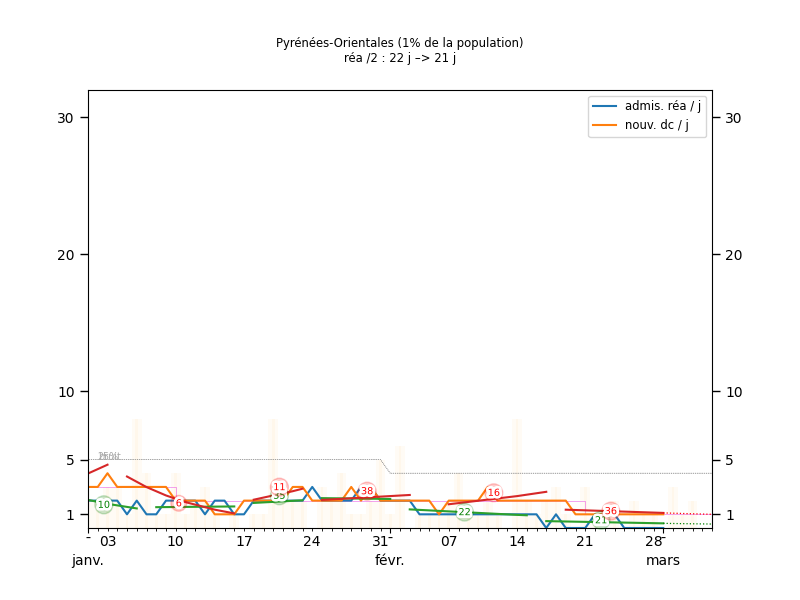 Pyrénées-Orientales (1% de la population)
réa /2 : 22 j –> 21 j
admis. réa / j
nouv. dc / j
30 30
20 20
10 10
5 5
1 1
10
6
11
38
22
16
21
36
- 03 10 17 24 31 07 14 21 28
janv. févr. mars